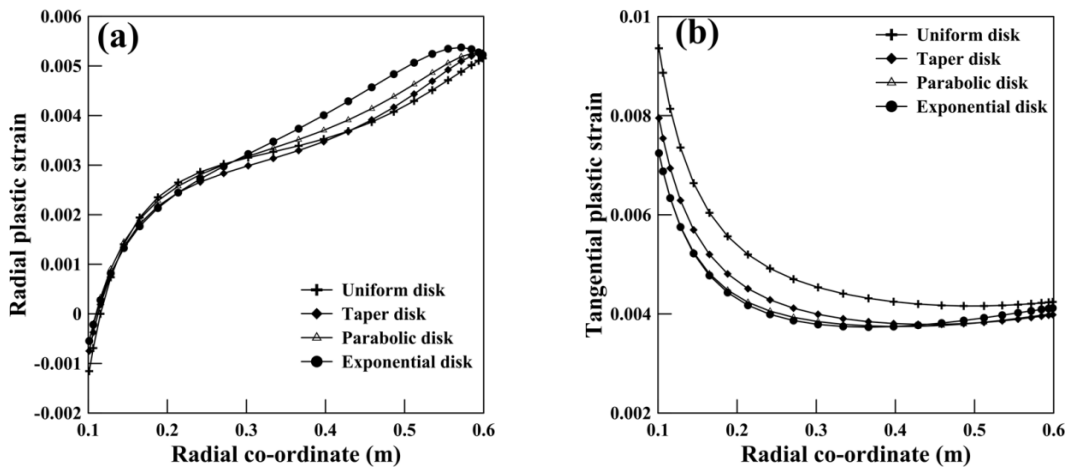 (a)
0.006
0.005
0.004
0.003
0.002
0.001
0
-0.001
-0.002
Radial plastic strain
Uniform disk
Taper disk
Parabolic disk
Exponential disk
0.1 0.2 0.3 0.4 0.5 0.6
Radial co-ordinate (m)
(b)
0.01
0.008
0.006
0.004
0.002
Tangential plastic strain
Uniform disk
Taper disk
Parabolic disk
Exponential disk
0.1 0.2 0.3 0.4 0.5 0.6
Radial co-ordinate (m)